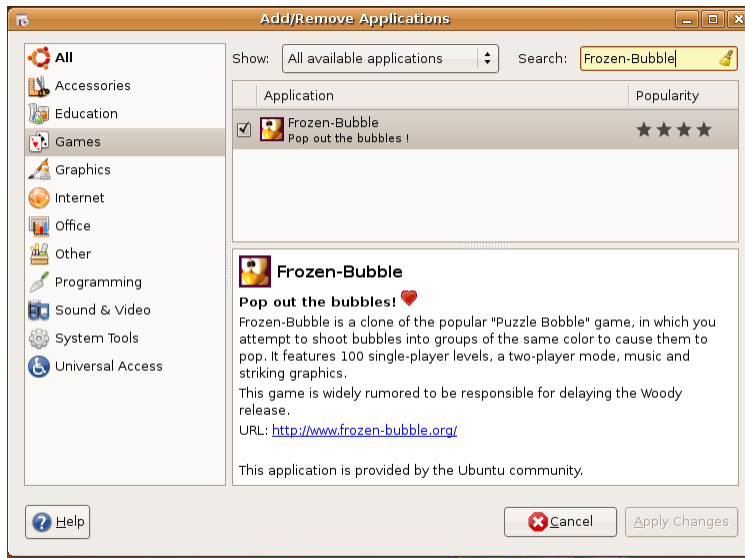 Add/Remove Applications
All
Accessories
Education
Games
Graphics
Internet
Office
Other
Programming
Sound & Video
System Tools
Universal Access
Show: All available applications Search: Frozen-Bubble
Application Popularity
Frozen-Bubble
Pop out the bubbles !
Frozen-Bubble
Pop out the bubbles!
Frozen-Bubble is a clone of the popular "Puzzle Bobble" game, in which you
attempt to shoot bubbles into groups of the same color to cause them to
pop. It features 100 single-player levels, a two-player mode, music and
striking graphics.
This game is widely rumored to be responsible for delaying the Woody
release.
URL: http://www.frozen-bubble.org/
This application is provided by the Ubuntu community.
Help Cancel Apply Changes